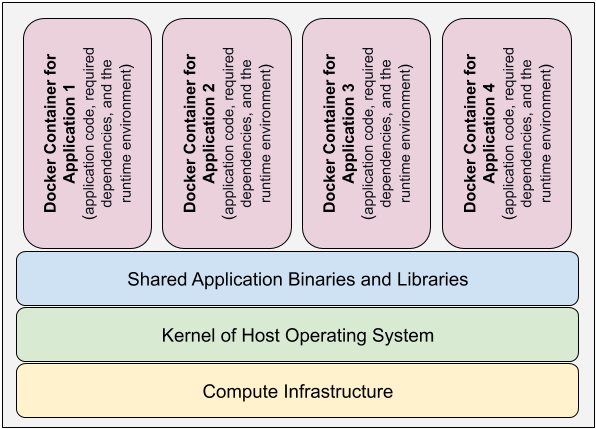 Docker Container for
Application 1
(application code, required
dependencies, and the
runtime environment)
Docker Container for
Application 2
(application code, required
dependencies, and the
runtime environment)
Docker Container for
Application 3
(application code, required
dependencies, and the
runtime environment)
Docker Container for
Application 4
(application code, required
dependencies, and the
runtime environment)
Shared Application Binaries and Libraries
Kernel of Host Operating System
Compute Infrastructure